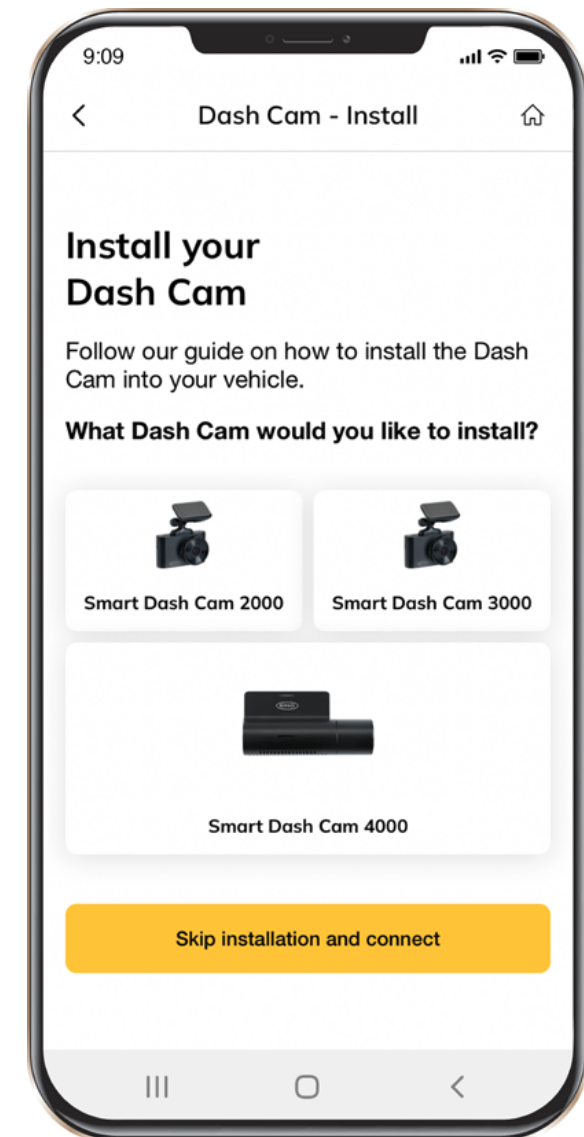 9:09
Dash Cam - Install
Install your
Dash Cam
Follow our guide on how to install the Dash
Cam into your vehicle.
What Dash Cam would you like to install?
Smart Dash Cam 2000
Smart Dash Cam 3000
RING
Smart Dash Cam 4000
Skip installation and connect